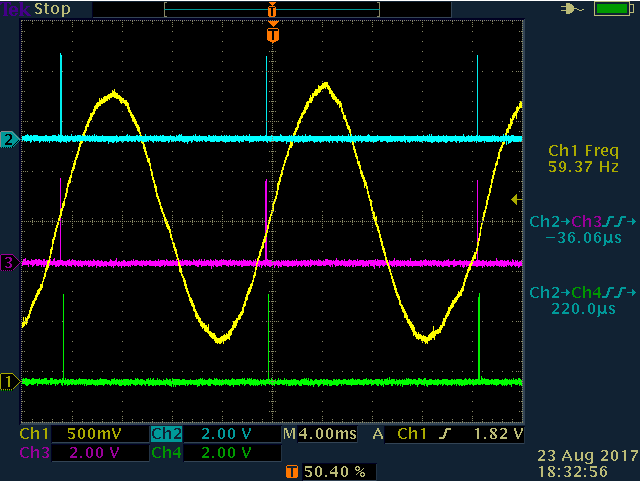 Tek Stop
T
T
2
Ch1 Freq
59.37 Hz
Ch2→Ch3 ⎍⎍→
−36.06µs
3
Ch2→Ch4 ⎍⎍→
220.0µs
1
Ch1 500mV Ch2 2.00 V M4.00ms A Ch1 1.82 V
Ch3 2.00 V Ch4 2.00 V
T 50.40 %
23 Aug 2017
18:32:56